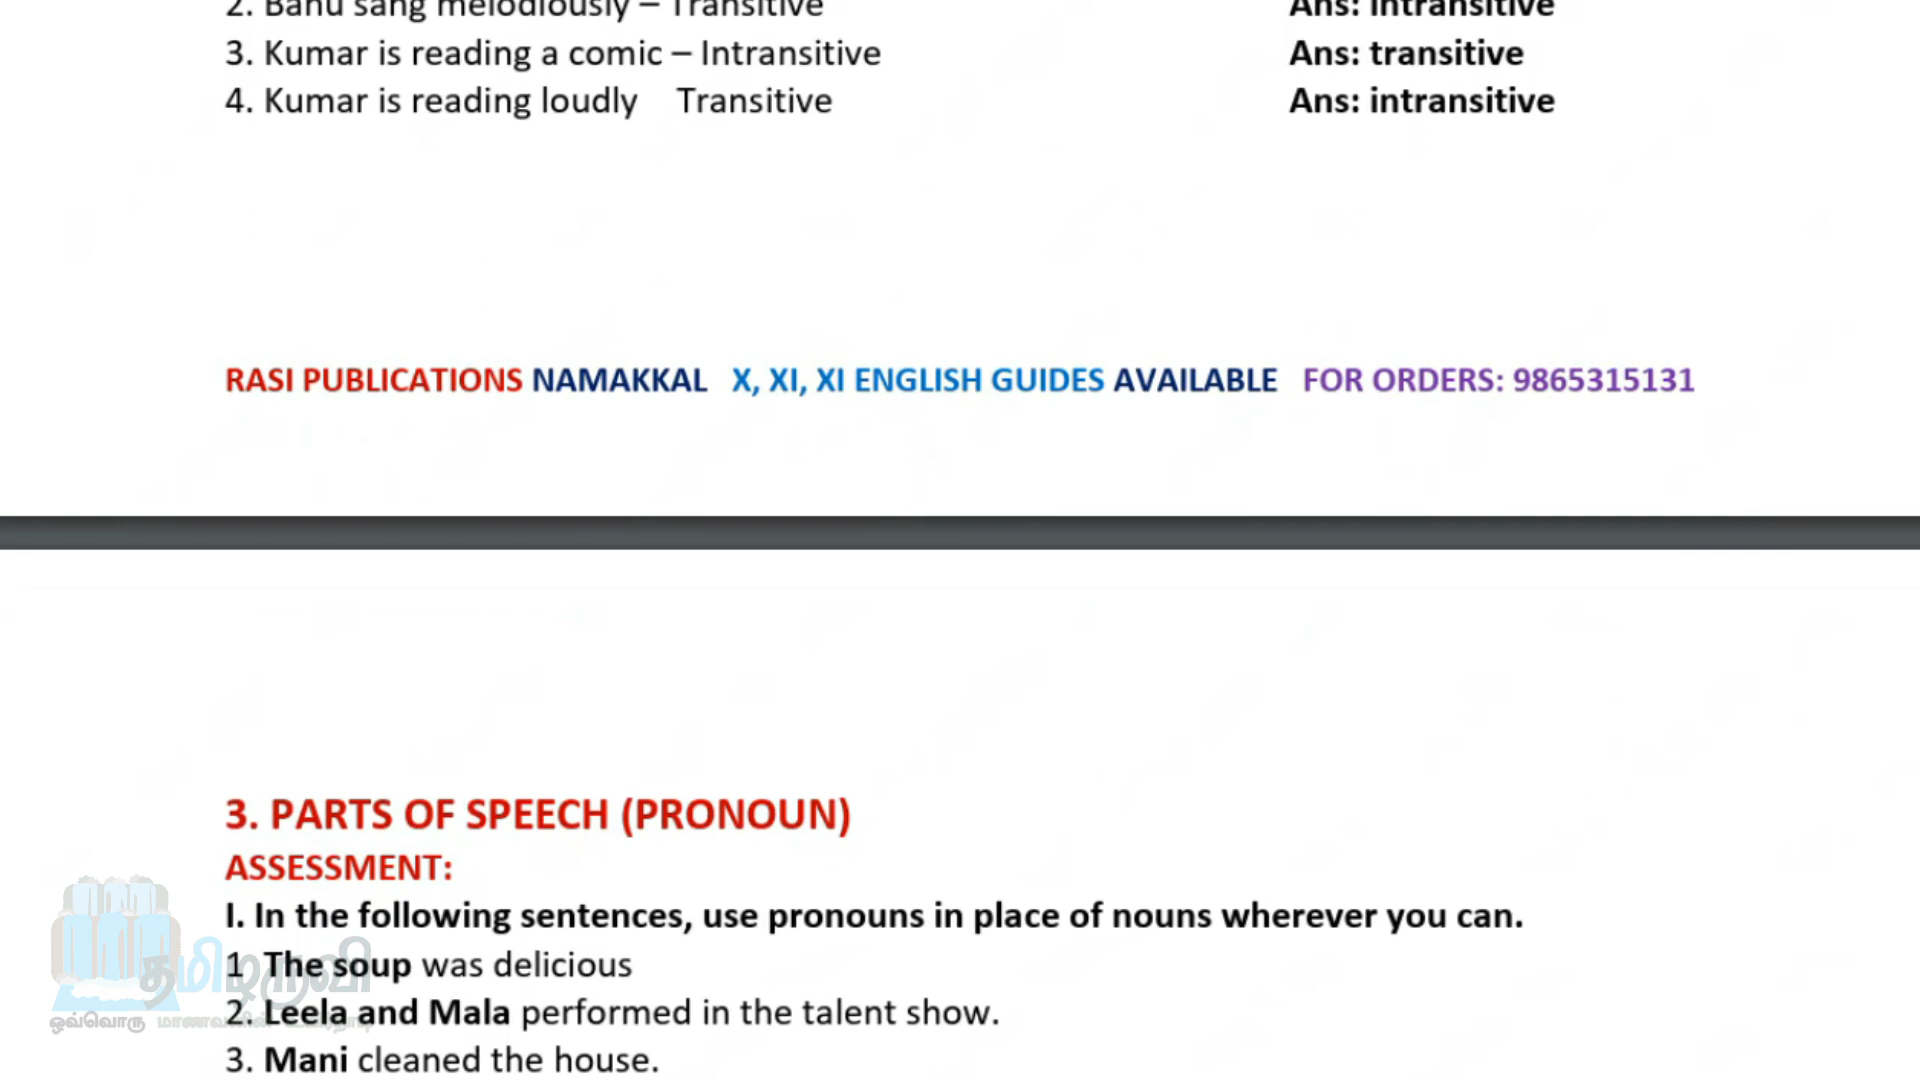 2. Banu sang melodiously – Transitive Ans: intransitive
3. Kumar is reading a comic – Intransitive Ans: transitive
4. Kumar is reading loudly Transitive Ans: intransitive
RASI PUBLICATIONS NAMAKKAL X, XI, XI ENGLISH GUIDES AVAILABLE FOR ORDERS: 9865315131
3. PARTS OF SPEECH (PRONOUN)
ASSESSMENT:
I. In the following sentences, use pronouns in place of nouns wherever you can.
1 The soup was delicious
2. Leela and Mala performed in the talent show.
3. Mani cleaned the house.
தமிழருவி
ஒவ்வொரு